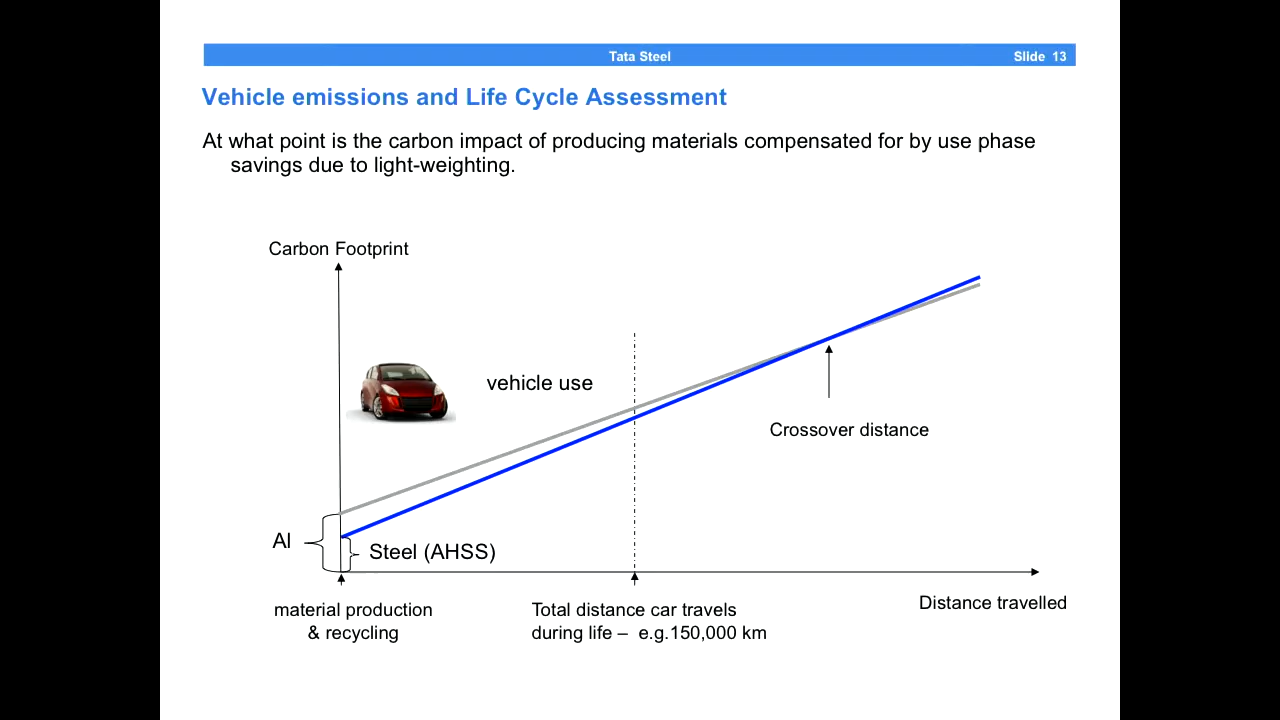 Tata Steel
Slide 13
Vehicle emissions and Life Cycle Assessment
At what point is the carbon impact of producing materials compensated for by use phase
savings due to light-weighting.
Carbon Footprint
vehicle use
Crossover distance
Al
Steel (AHSS)
Distance travelled
material production
& recycling
Total distance car travels
during life – e.g.150,000 km